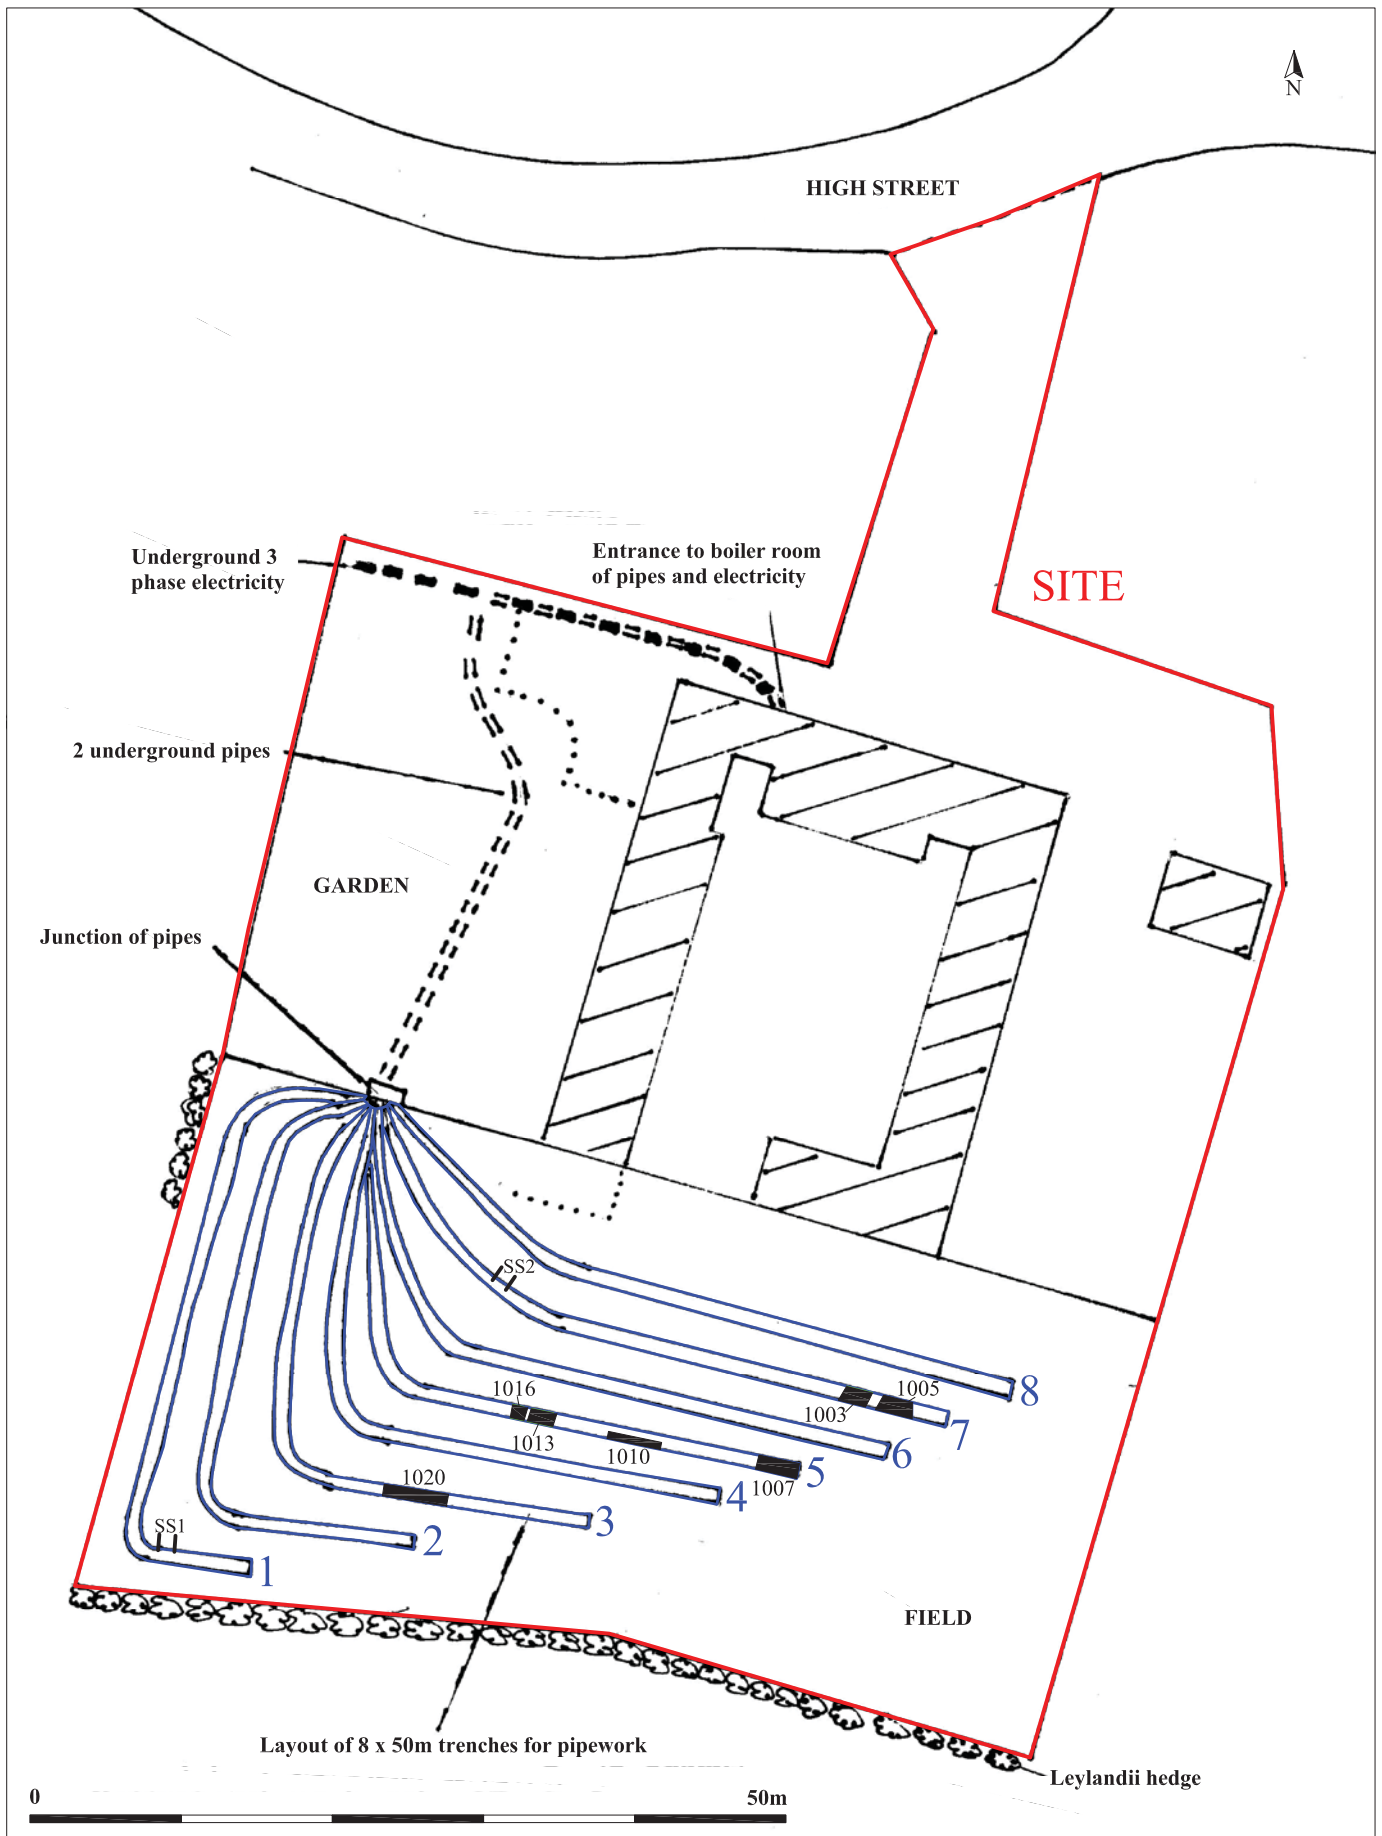 N
HIGH STREET
Underground 3
phase electricity
Entrance to boiler room
of pipes and electricity
SITE
2 underground pipes
GARDEN
Junction of pipes
SS2
8
1005
1003
7
1016
1013
1010
6
1007
5
4
1020
3
SS1
2
1
FIELD
Layout of 8 x 50m trenches for pipework
Leylandii hedge
0
50m